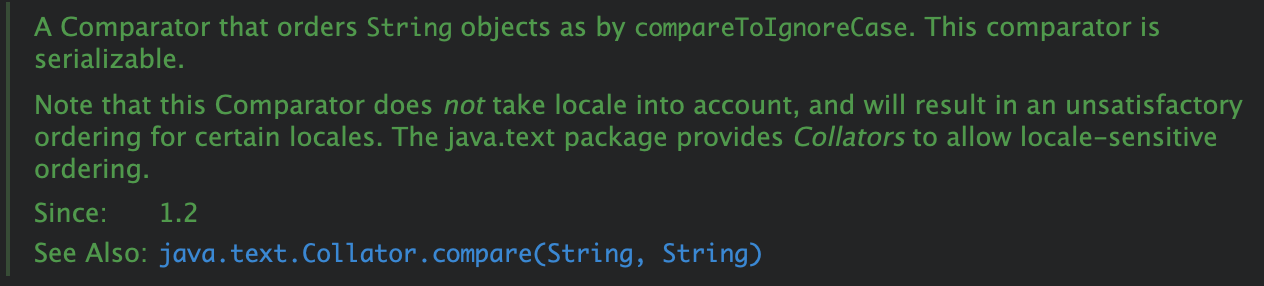 A Comparator that orders String objects as by compareToIgnoreCase. This comparator is
serializable.
Note that this Comparator does not take locale into account, and will result in an unsatisfactory
ordering for certain locales. The java.text package provides Collators to allow locale-sensitive
ordering.
Since: 1.2
See Also: java.text.Collator.compare(String, String)